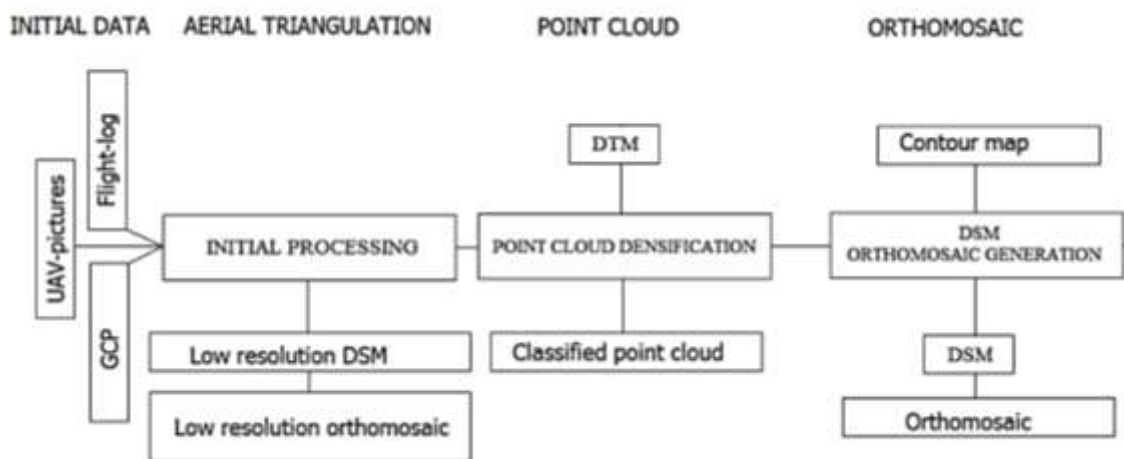 INITIAL DATA
AERIAL TRIANGULATION
POINT CLOUD
ORTHOMOSAIC
UAV-pictures
Flight-log
GCP
INITIAL PROCESSING
Low resolution DSM
Low resolution orthomosaic
DTM
POINT CLOUD DENSIFICATION
Classified point cloud
Contour map
DSM
ORTHOMOSAIC GENERATION
DSM
Orthomosaic